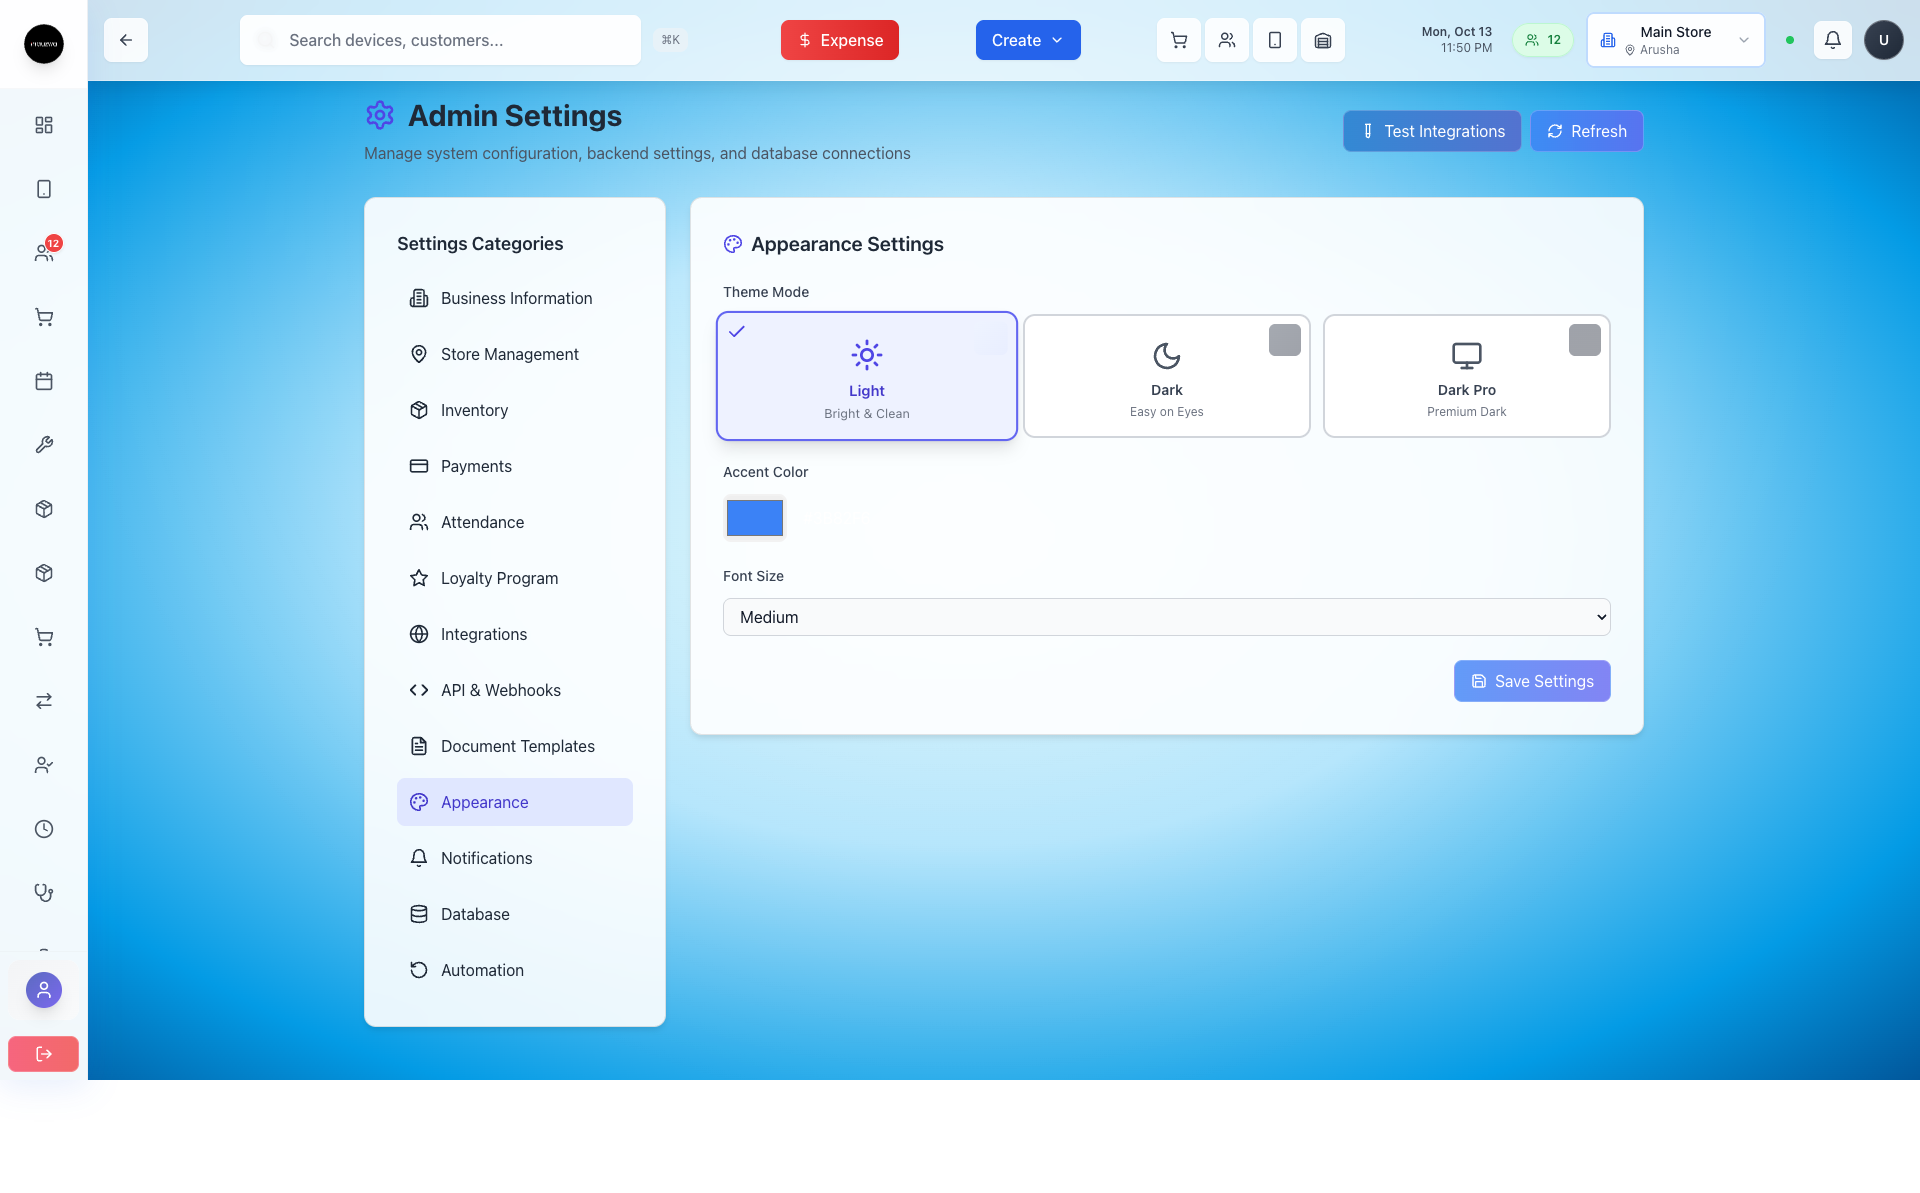 Search devices, customers...
⌘K
Expense
Create
Mon, Oct 13
11:50 PM
12
Main Store
Arusha
U
Admin Settings
Manage system configuration, backend settings, and database connections
Test Integrations
Refresh
12
Settings Categories
Business Information
Store Management
Inventory
Payments
Attendance
Loyalty Program
Integrations
API & Webhooks
Document Templates
Appearance
Notifications
Database
Automation
Appearance Settings
Theme Mode
Light
Bright & Clean
Dark
Easy on Eyes
Dark Pro
Premium Dark
Accent Color
Font Size
Medium
Save Settings